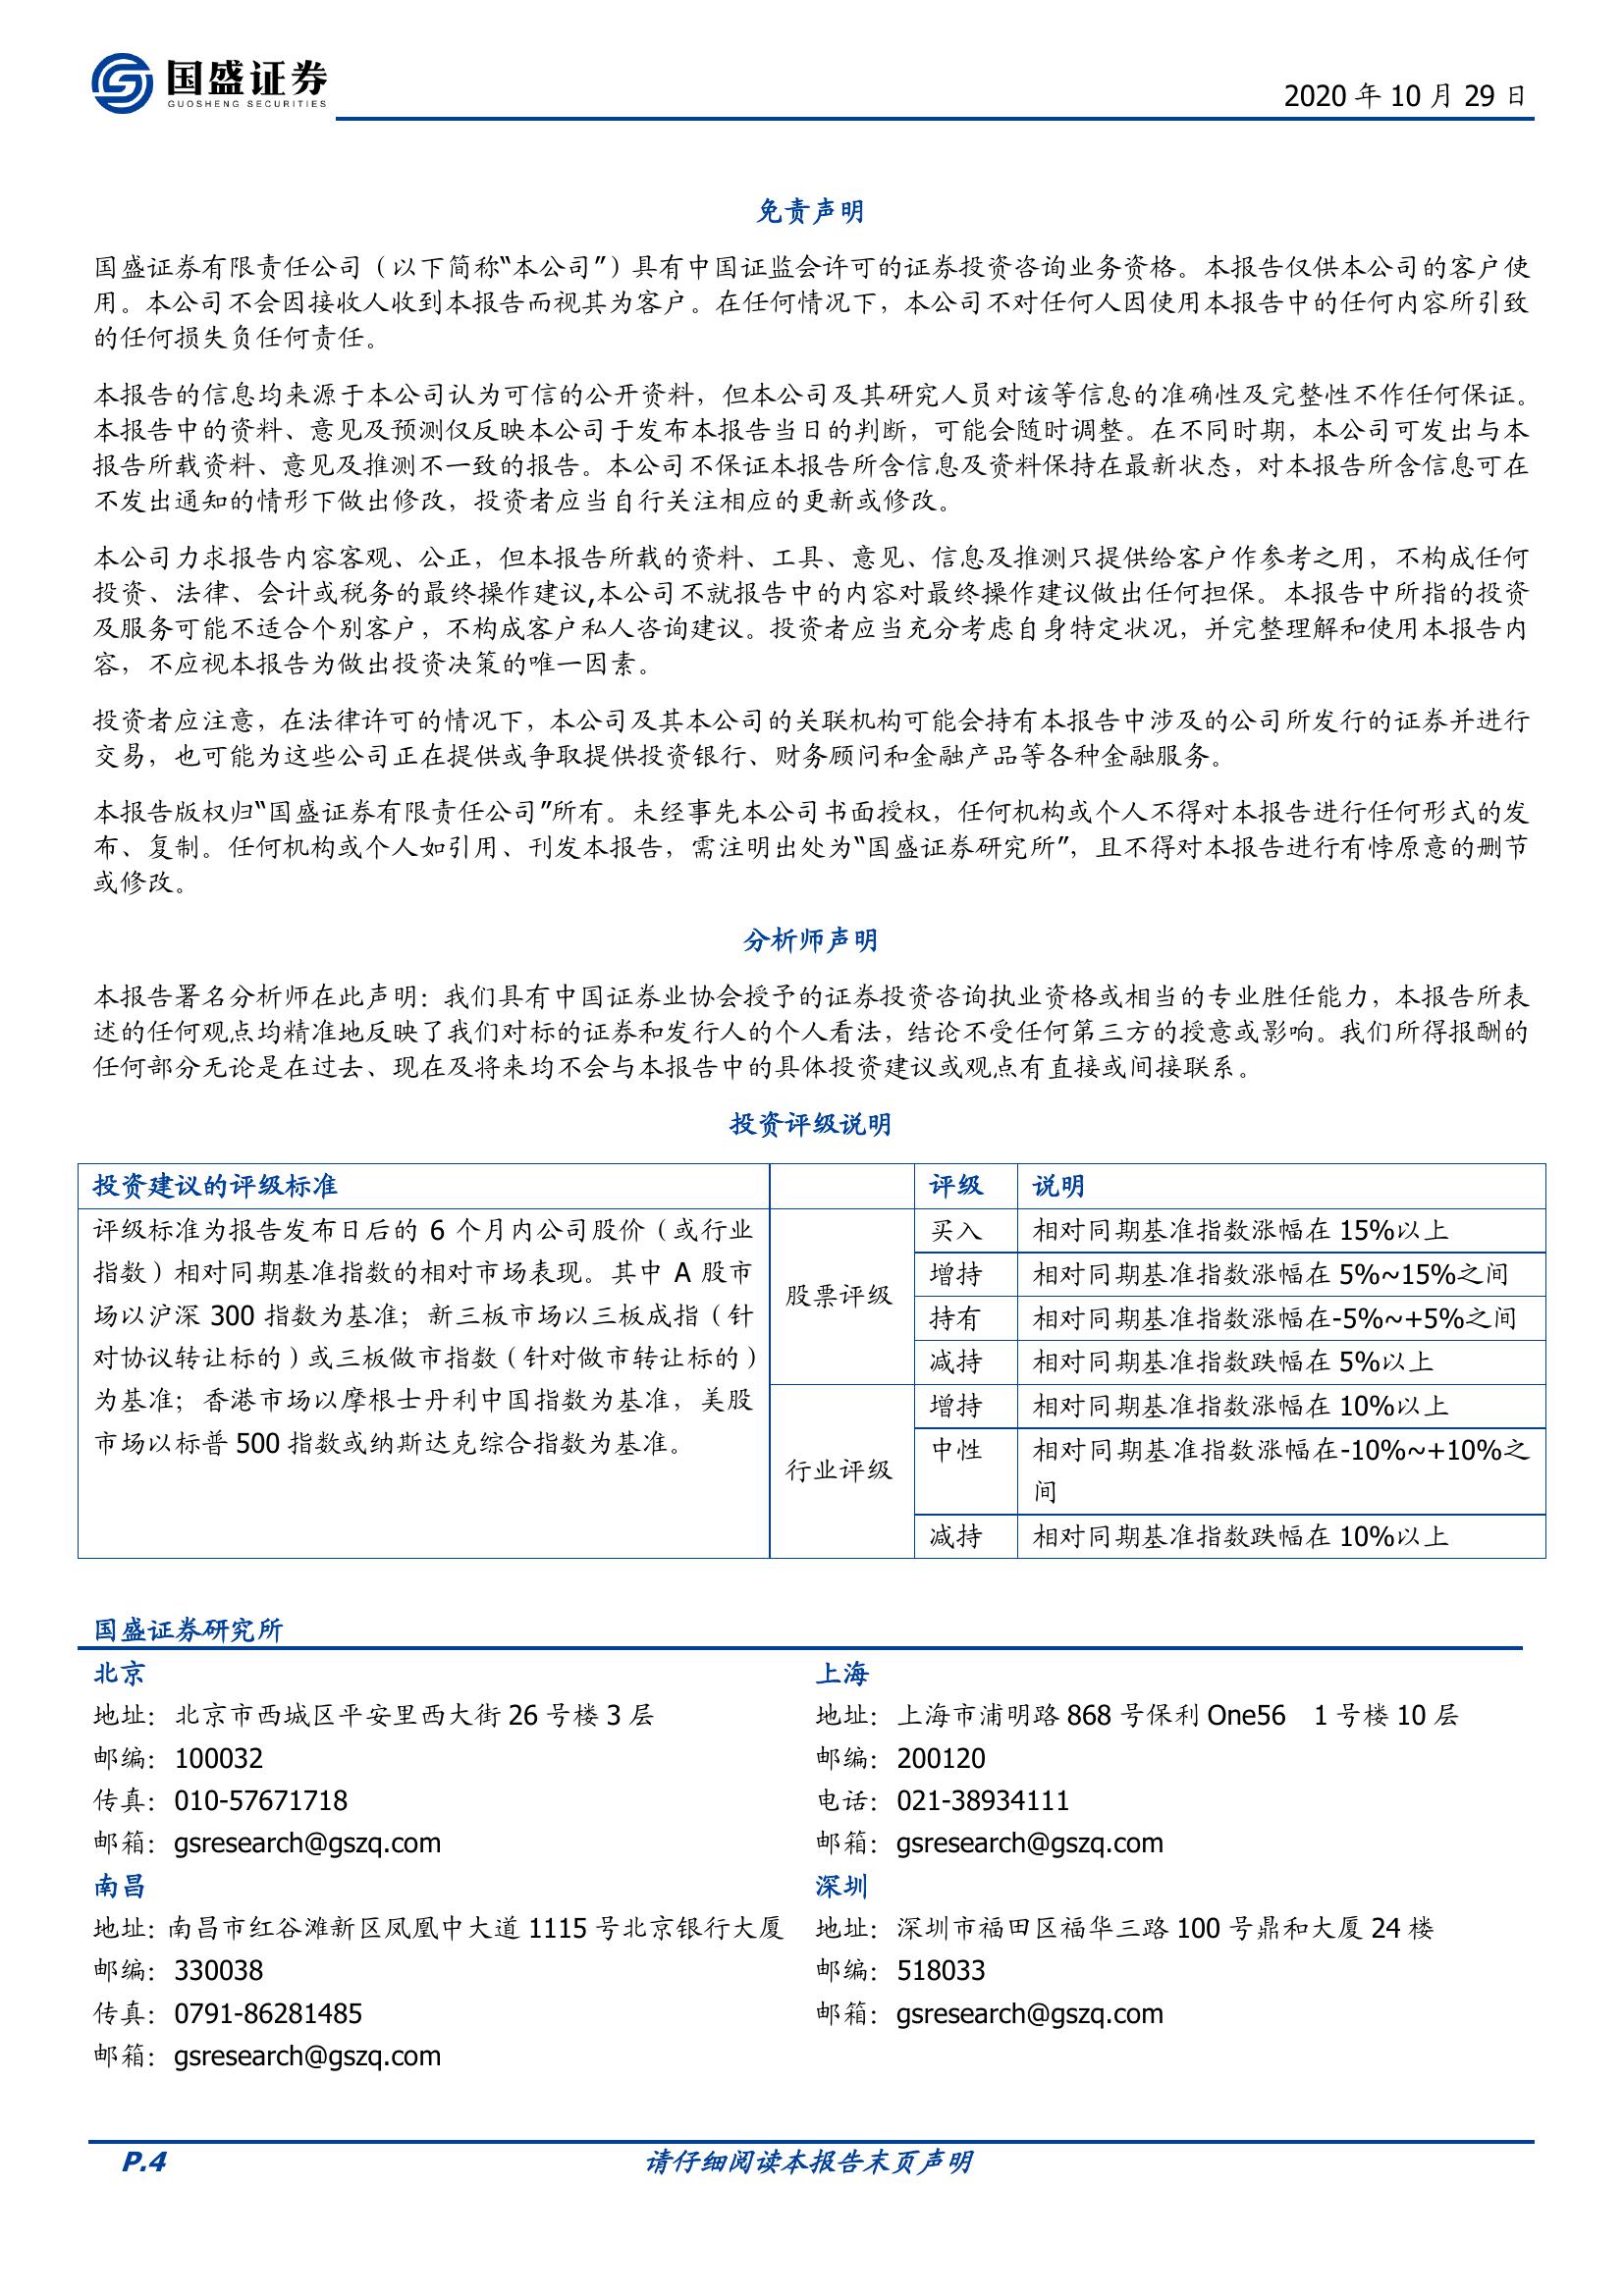 国盛证券
GUOSHENG SECURITIES
2020 年 10 月 29 日
免责声明
国盛证券有限责任公司（以下简称“本公司”）具有中国证监会许可的证券投资咨询业务资格。本报告仅供本公司的客户使
用。本公司不会因接收人收到本报告而视其为客户。在任何情况下，本公司不对任何人因使用本报告中的任何内容所引致
的任何损失负任何责任。
本报告的信息均来源于本公司认为可信的公开资料，但本公司及其研究人员对该等信息的准确性及完整性不作任何保证。
本报告中的资料、意见及预测仅反映本公司于发布本报告当日的判断，可能会随时调整。在不同时期，本公司可发出与本
报告所载资料、意见及推测不一致的报告。本公司不保证本报告所含信息及资料保持在最新状态，对本报告所含信息可在
不发出通知的情形下做出修改，投资者应当自行关注相应的更新或修改。
本公司力求报告内容客观、公正，但本报告所载的资料、工具、意见、信息及推测只提供给客户作参考之用，不构成任何
投资、法律、会计或税务的最终操作建议,本公司不就报告中的内容对最终操作建议做出任何担保。本报告中所指的投资
及服务可能不适合个别客户，不构成客户私人咨询建议。投资者应当充分考虑自身特定状况，并完整理解和使用本报告内
容，不应视本报告为做出投资决策的唯一因素。
投资者应注意，在法律许可的情况下，本公司及其本公司的关联机构可能会持有本报告中涉及的公司所发行的证券并进行
交易，也可能为这些公司正在提供或争取提供投资银行、财务顾问和金融产品等各种金融服务。
本报告版权归“国盛证券有限责任公司”所有。未经事先本公司书面授权，任何机构或个人不得对本报告进行任何形式的发
布、复制。任何机构或个人如引用、刊发本报告，需注明出处为“国盛证券研究所”，且不得对本报告进行有悖原意的删节
或修改。
分析师声明
本报告署名分析师在此声明：我们具有中国证券业协会授予的证券投资咨询执业资格或相当的专业胜任能力，本报告所表
述的任何观点均精准地反映了我们对标的证券和发行人的个人看法，结论不受任何第三方的授意或影响。我们所得报酬的
任何部分无论是在过去、现在及将来均不会与本报告中的具体投资建议或观点有直接或间接联系。
投资评级说明
投资建议的评级标准 评级 说明
评级标准为报告发布日后的 6 个月内公司股价（或行业
指数）相对同期基准指数的相对市场表现。其中 A 股市
场以沪深 300 指数为基准；新三板市场以三板成指（针
对协议转让标的）或三板做市指数（针对做市转让标的）
为基准；香港市场以摩根士丹利中国指数为基准，美股
市场以标普 500 指数或纳斯达克综合指数为基准。
股票评级
买入 相对同期基准指数涨幅在 15%以上
增持 相对同期基准指数涨幅在 5%~15%之间
持有 相对同期基准指数涨幅在-5%~+5%之间
减持 相对同期基准指数跌幅在 5%以上
行业评级
增持 相对同期基准指数涨幅在 10%以上
中性 相对同期基准指数涨幅在-10%~+10%之
间
减持 相对同期基准指数跌幅在 10%以上
国盛证券研究所
北京
地址：北京市西城区平安里西大街 26 号楼 3 层
邮编：100032
传真：010-57671718
邮箱：gsresearch@gszq.com
上海
地址：上海市浦明路 868 号保利 One56 1 号楼 10 层
邮编：200120
电话：021-38934111
邮箱：gsresearch@gszq.com
南昌
地址：南昌市红谷滩新区凤凰中大道 1115 号北京银行大厦
邮编：330038
传真：0791-86281485
邮箱：gsresearch@gszq.com
深圳
地址：深圳市福田区福华三路 100 号鼎和大厦 24 楼
邮编：518033
邮箱：gsresearch@gszq.com
P.4
请仔细阅读本报告末页声明